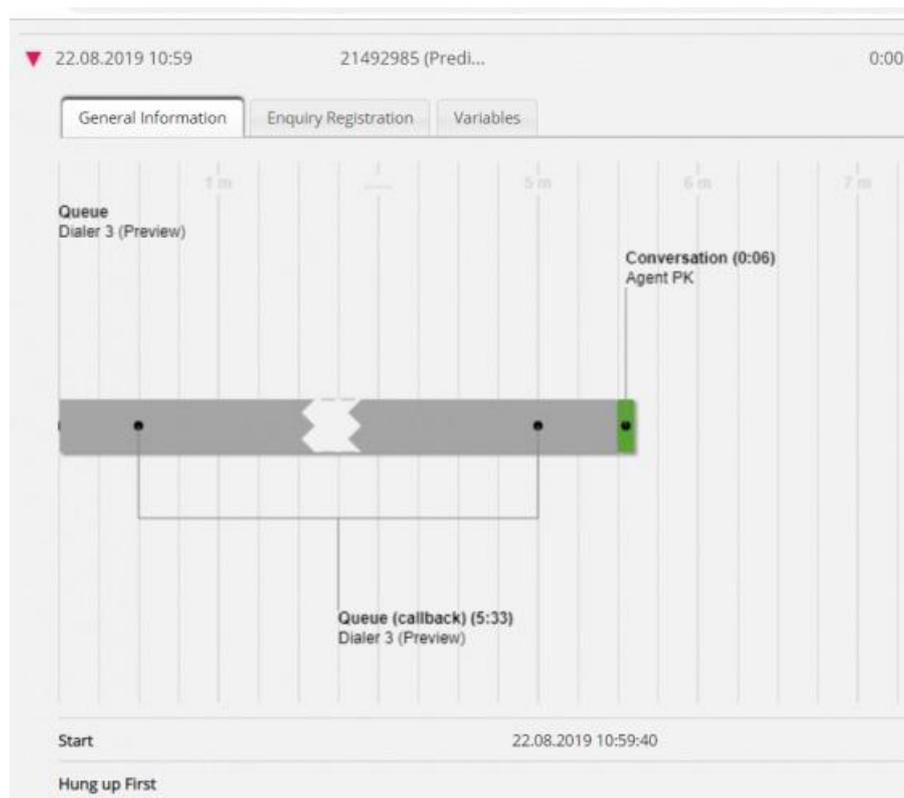 22.08.2019 10:59 21492985 (Predi... 0:00
General Information Enquiry Registration Variables
1 m 5 m 6 m 7 m
Queue
Dialer 3 (Preview)
Conversation (0:06)
Agent PK
Queue (callback) (5:33)
Dialer 3 (Preview)
Start 22.08.2019 10:59:40
Hung up First